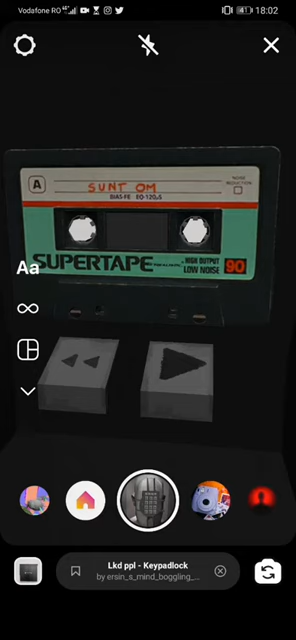 Vodafone RO 18:02
A SUNT OM NOISE REDUCTION
BIAS-FE EQ-120µS
SUPERTAPE HIGH OUTPUT LOW NOISE 90
Aa
Lkd ppl - Keypadlock
by ersin_s_mind_boggling_...